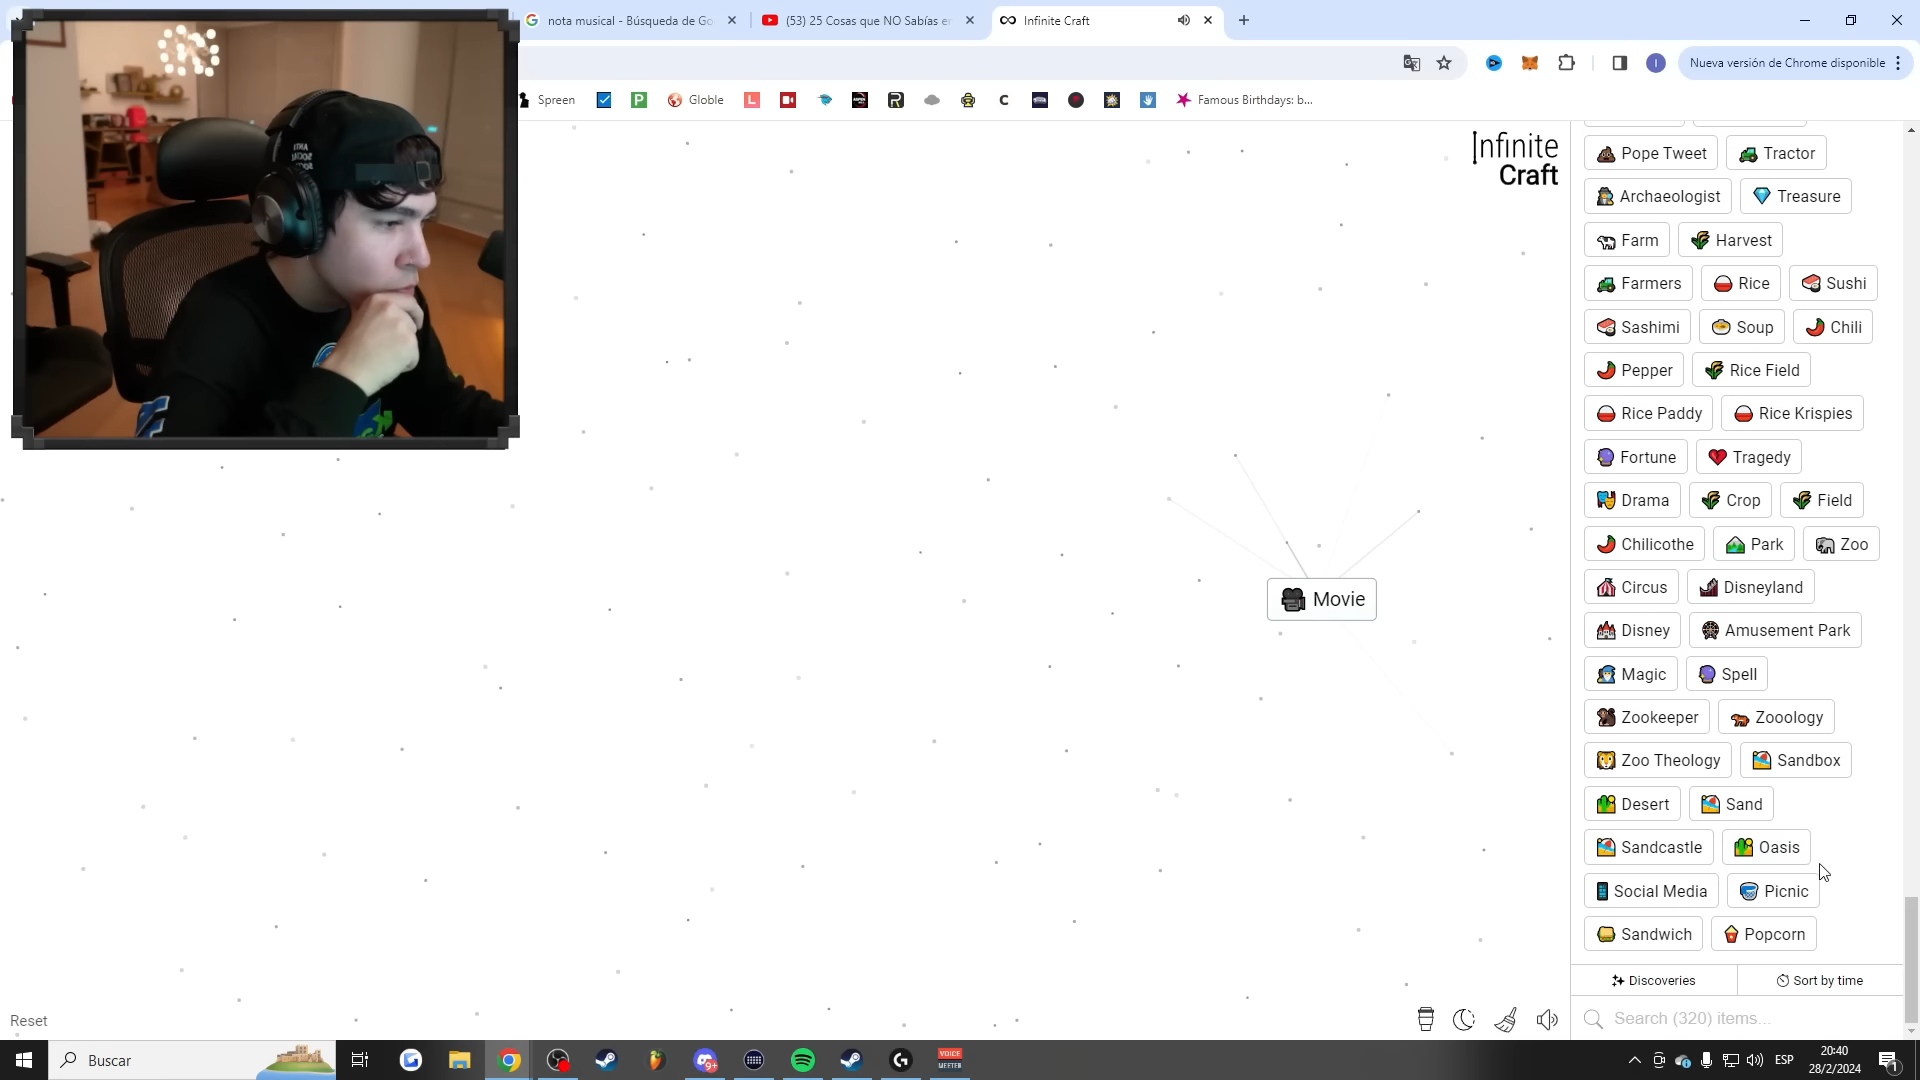 nota musical - Búsqueda de Go
(53) 25 Cosas que NO Sabías e
Infinite Craft
Nueva versión de Chrome disponible
Spreen
Globle
Famous Birthdays: b...
Infinite
Craft
Pope Tweet
Tractor
Archaeologist
Treasure
Farm
Harvest
Farmers
Rice
Sushi
Sashimi
Soup
Chili
Pepper
Rice Field
Rice Paddy
Rice Krispies
Fortune
Tragedy
Drama
Crop
Field
Chilicothe
Park
Zoo
Circus
Disneyland
Disney
Amusement Park
Magic
Spell
Zookeeper
Zooology
Zoo Theology
Sandbox
Desert
Sand
Sandcastle
Oasis
Social Media
Picnic
Sandwich
Popcorn
Movie
Discoveries
Sort by time
Search (320) items...
Reset
Buscar
9+
VOICE
MEETER
ESP
20:40
28/2/2024
1